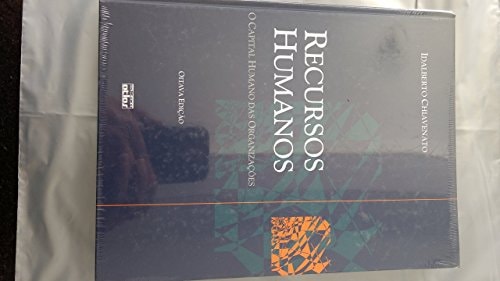 IDALBERTO CHIAVENATO
RECURSOS
HUMANOS
O CAPITAL HUMANO DAS ORGANIZAÇÕES
OITAVA EDIÇÃO